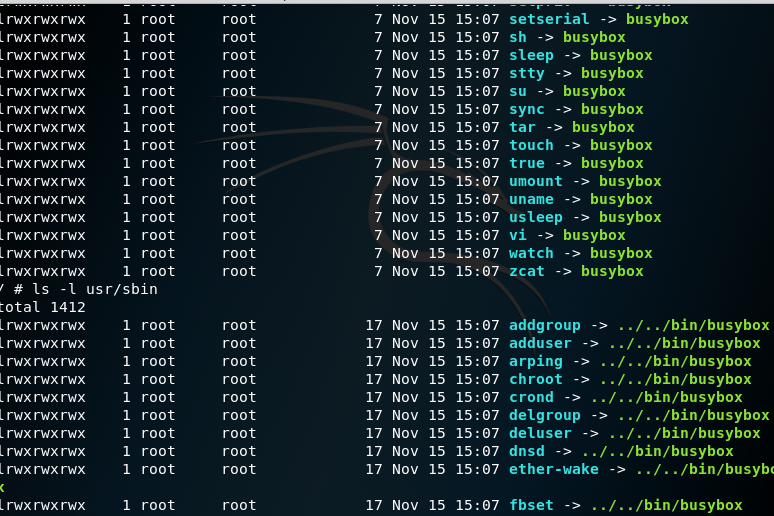 lrwxrwxrwx    1 root     root             7 Nov 15 15:07 setserial -> busybox
lrwxrwxrwx    1 root     root             7 Nov 15 15:07 sh -> busybox
lrwxrwxrwx    1 root     root             7 Nov 15 15:07 sleep -> busybox
lrwxrwxrwx    1 root     root             7 Nov 15 15:07 stty -> busybox
lrwxrwxrwx    1 root     root             7 Nov 15 15:07 su -> busybox
lrwxrwxrwx    1 root     root             7 Nov 15 15:07 sync -> busybox
lrwxrwxrwx    1 root     root             7 Nov 15 15:07 tar -> busybox
lrwxrwxrwx    1 root     root             7 Nov 15 15:07 touch -> busybox
lrwxrwxrwx    1 root     root             7 Nov 15 15:07 true -> busybox
lrwxrwxrwx    1 root     root             7 Nov 15 15:07 umount -> busybox
lrwxrwxrwx    1 root     root             7 Nov 15 15:07 uname -> busybox
lrwxrwxrwx    1 root     root             7 Nov 15 15:07 usleep -> busybox
lrwxrwxrwx    1 root     root             7 Nov 15 15:07 vi -> busybox
lrwxrwxrwx    1 root     root             7 Nov 15 15:07 watch -> busybox
lrwxrwxrwx    1 root     root             7 Nov 15 15:07 zcat -> busybox
/ # ls -l usr/sbin
total 1412
lrwxrwxrwx    1 root     root            17 Nov 15 15:07 addgroup -> ../../bin/busybox
lrwxrwxrwx    1 root     root            17 Nov 15 15:07 adduser -> ../../bin/busybox
lrwxrwxrwx    1 root     root            17 Nov 15 15:07 arping -> ../../bin/busybox
lrwxrwxrwx    1 root     root            17 Nov 15 15:07 chroot -> ../../bin/busybox
lrwxrwxrwx    1 root     root            17 Nov 15 15:07 crond -> ../../bin/busybox
lrwxrwxrwx    1 root     root            17 Nov 15 15:07 delgroup -> ../../bin/busybox
lrwxrwxrwx    1 root     root            17 Nov 15 15:07 deluser -> ../../bin/busybox
lrwxrwxrwx    1 root     root            17 Nov 15 15:07 dnsd -> ../../bin/busybox
lrwxrwxrwx    1 root     root            17 Nov 15 15:07 ether-wake -> ../../bin/busybo
x
lrwxrwxrwx    1 root     root            17 Nov 15 15:07 fbset -> ../../bin/busybox